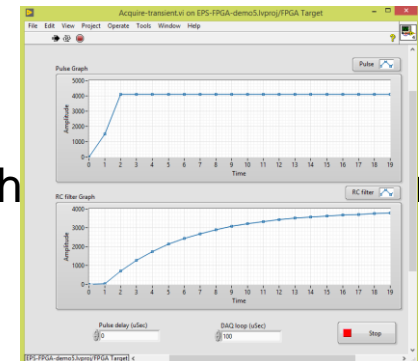 Acquire-transient.vi on EPS-FPGA-demo5.lvproj/FPGA Target
File Edit View Project Operate Tools Window Help
Pulse Graph
Pulse
5000
4000
3000
2000
1000
0
Amplitude
0 1 2 3 4 5 6 7 8 9 10 11 12 13 14 15 16 17 18 19
Time
h
RC filter Graph
RC filter
4000
3000
2000
1000
0
Amplitude
0 1 2 3 4 5 6 7 8 9 10 11 12 13 14 15 16 17 18 19
Time
Pulse delay (uSec)
0
DAQ loop (uSec)
100
Stop
EPS-FPGA-demo5.lvproj/FPGA Target